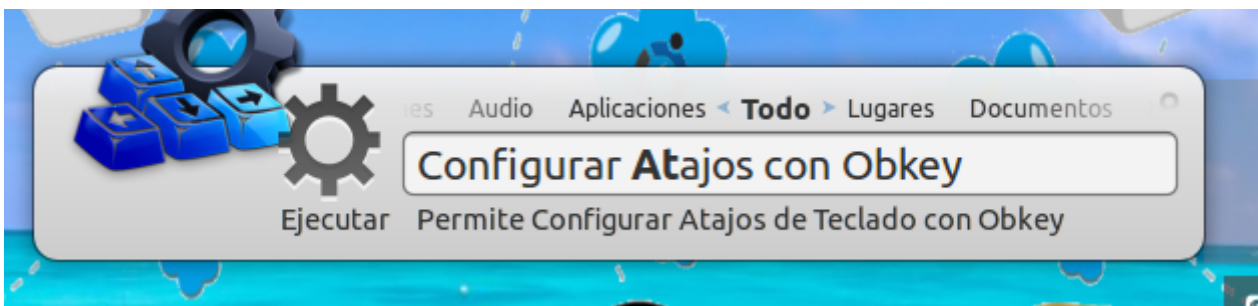 Audio Aplicaciones < Todo > Lugares Documentos
Configurar Atajos con Obkey
Ejecutar Permite Configurar Atajos de Teclado con Obkey